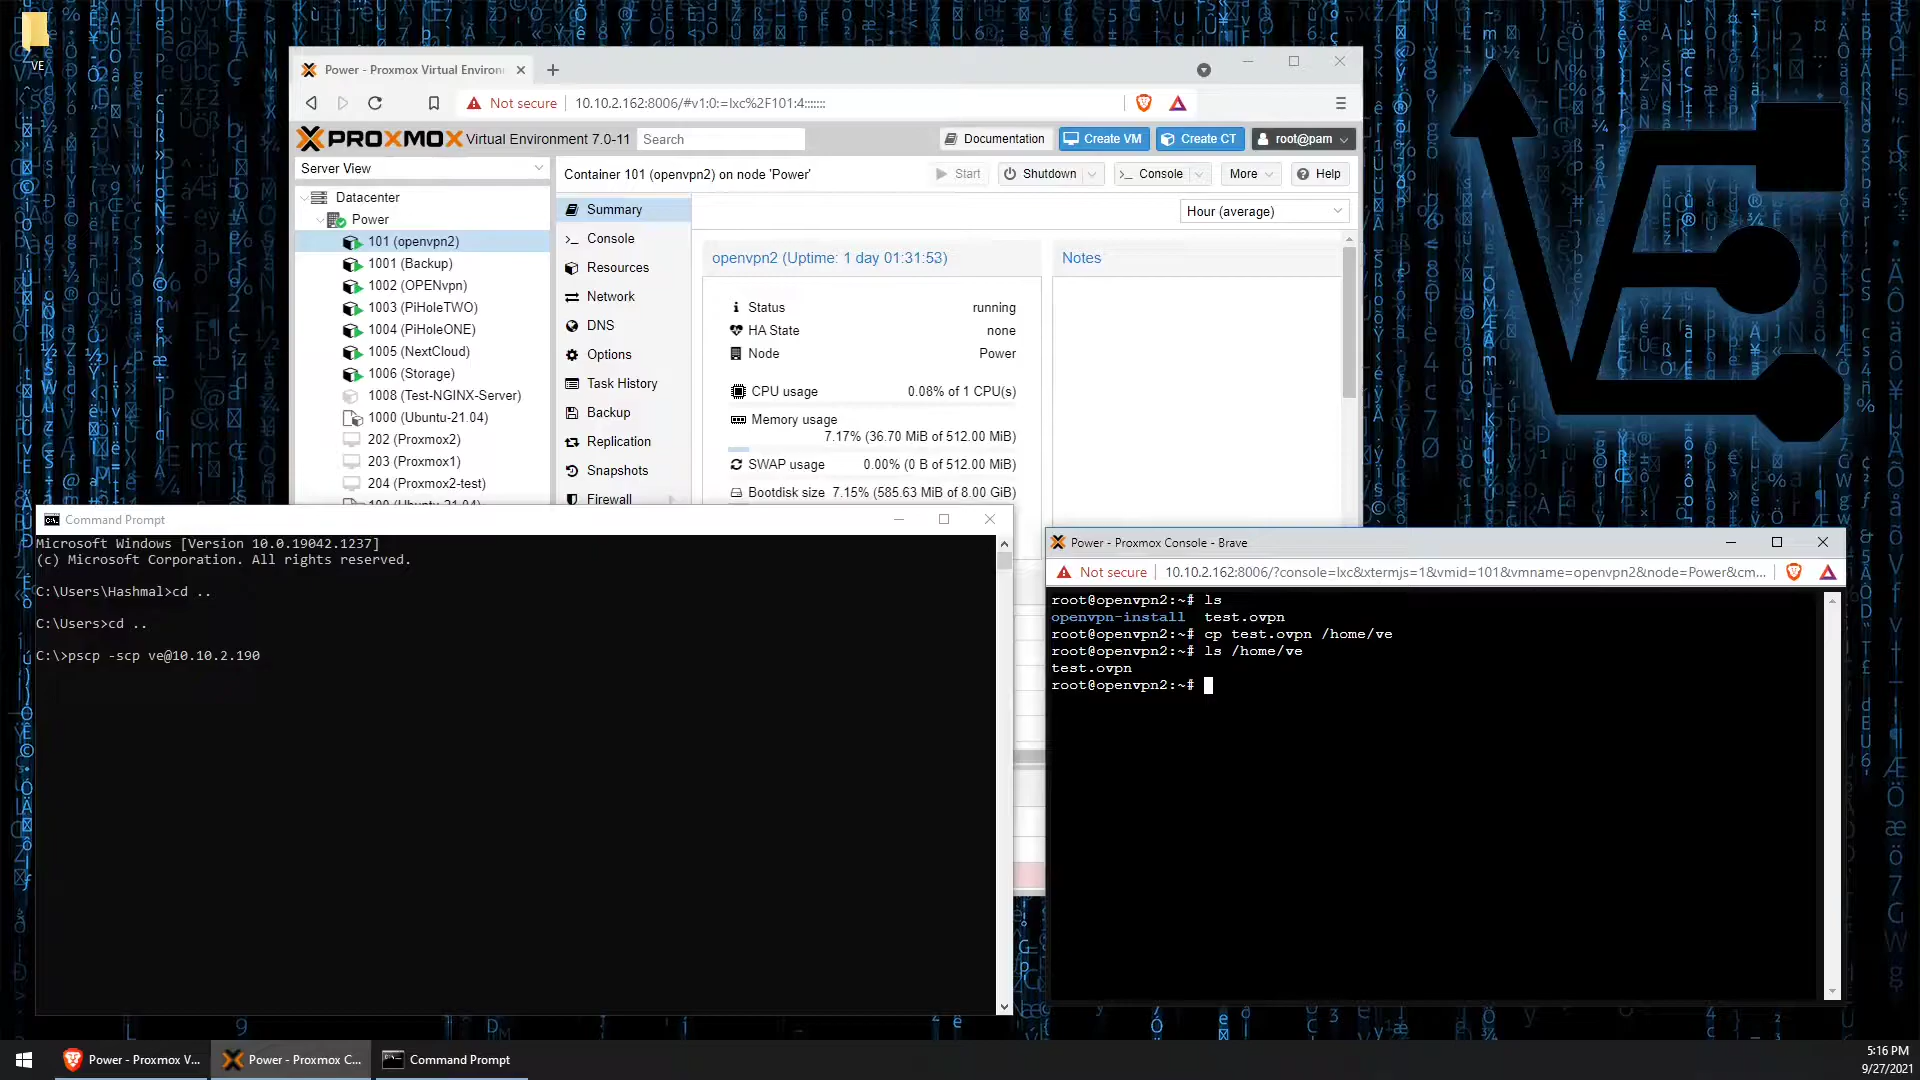 VE
Power - Proxmox Virtual Environ
Not secure
10.10.2.162:8006/#v1:0:=lxc%2F101:4:::::::
PROXMOX Virtual Environment 7.0-11
Search
Documentation
Create VM
Create CT
root@pam
Server View
Container 101 (openvpn2) on node 'Power'
Start
Shutdown
Console
More
Help
Datacenter
Power
101 (openvpn2)
1001 (Backup)
1002 (OPENvpn)
1003 (PiHoleTWO)
1004 (PiHoleONE)
1005 (NextCloud)
1006 (Storage)
1008 (Test-NGINX-Server)
1000 (Ubuntu-21.04)
202 (Proxmox2)
203 (Proxmox1)
204 (Proxmox2-test)
Summary
Console
Resources
Network
DNS
Options
Task History
Backup
Replication
Snapshots
Firewall
Hour (average)
openvpn2 (Uptime: 1 day 01:31:53)
Status running
HA State none
Node Power
CPU usage 0.08% of 1 CPU(s)
Memory usage
7.17% (36.70 MiB of 512.00 MiB)
SWAP usage 0.00% (0 B of 512.00 MiB)
Bootdisk size 7.15% (585.63 MiB of 8.00 GiB)
Notes
Command Prompt
Microsoft Windows [Version 10.0.19042.1237]
(c) Microsoft Corporation. All rights reserved.
C:\Users\Hashmal>cd ..
C:\Users>cd ..
C:\>pscp -scp ve@10.10.2.190
Power - Proxmox Console - Brave
Not secure
10.10.2.162:8006/?console=lxc&xtermjs=1&vmid=101&vmname=openvpn2&node=Power&cm...
root@openvpn2:~# ls
openvpn-install test.ovpn
root@openvpn2:~# cp test.ovpn /home/ve
root@openvpn2:~# ls /home/ve
test.ovpn
root@openvpn2:~#
Power - Proxmox V...
Power - Proxmox C...
Command Prompt
5:16 PM
9/27/2021